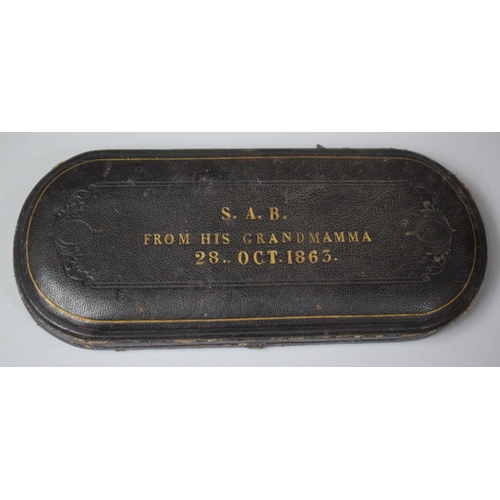 S. A. B.
FROM HIS GRANDMAMMA
28.. OCT. 1863.